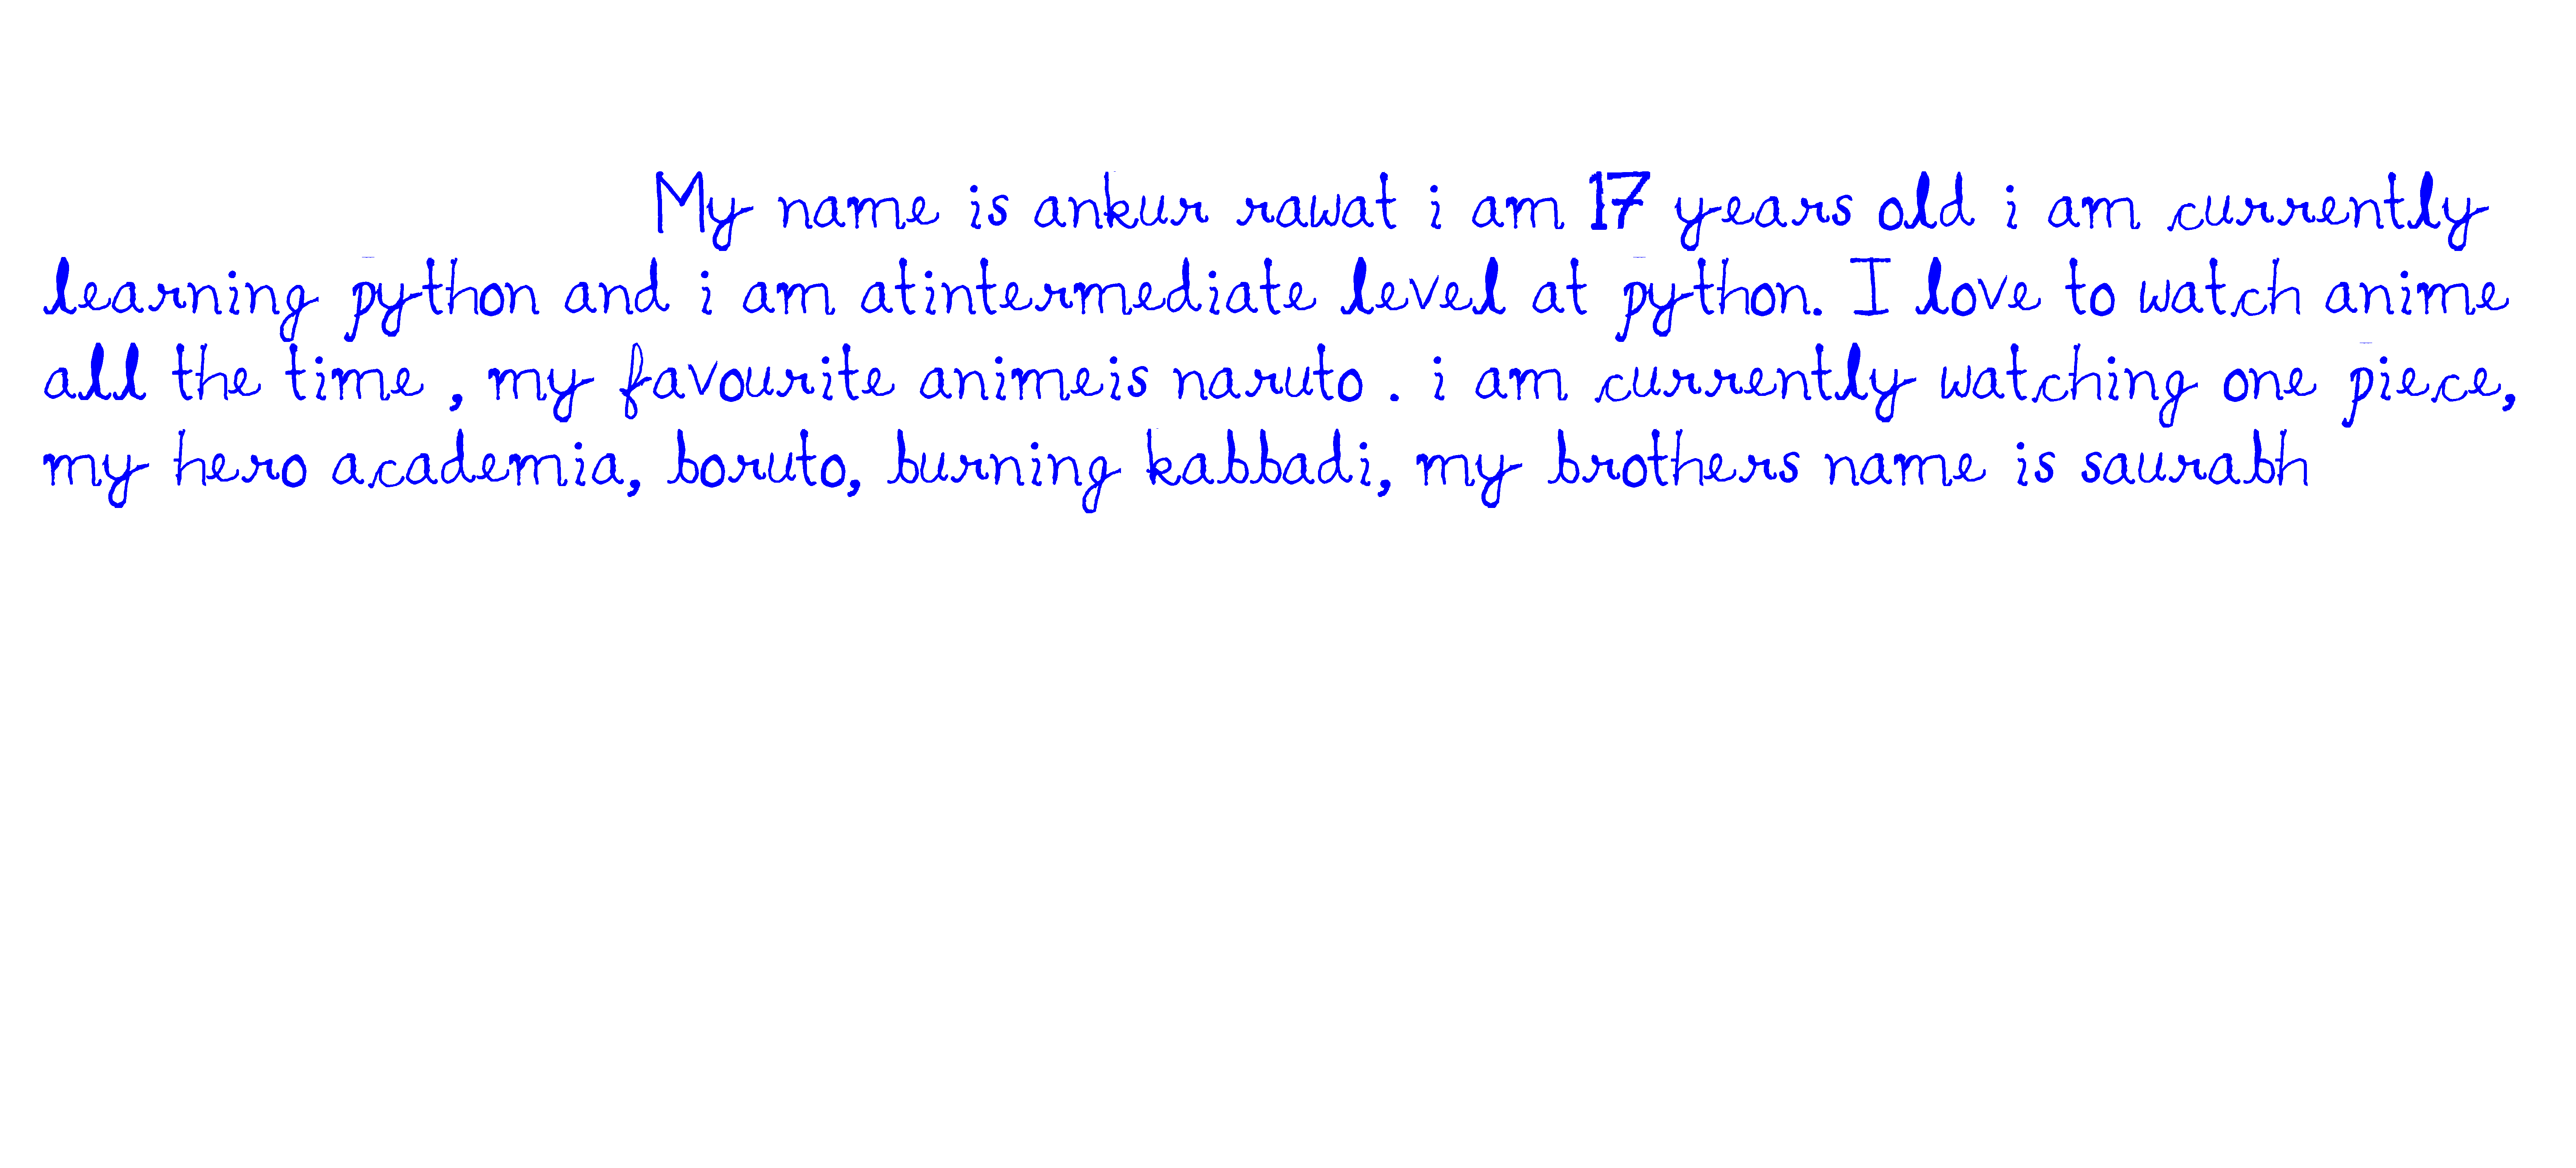 My name is ankur rawat i am 17 years old i am currently
learning python and i am atintermediate level at python. I love to watch anime
all the time , my favourite animeis naruto . i am currently watching one piece,
my hero academia, boruto, burning kabbadi, my brothers name is saurabh